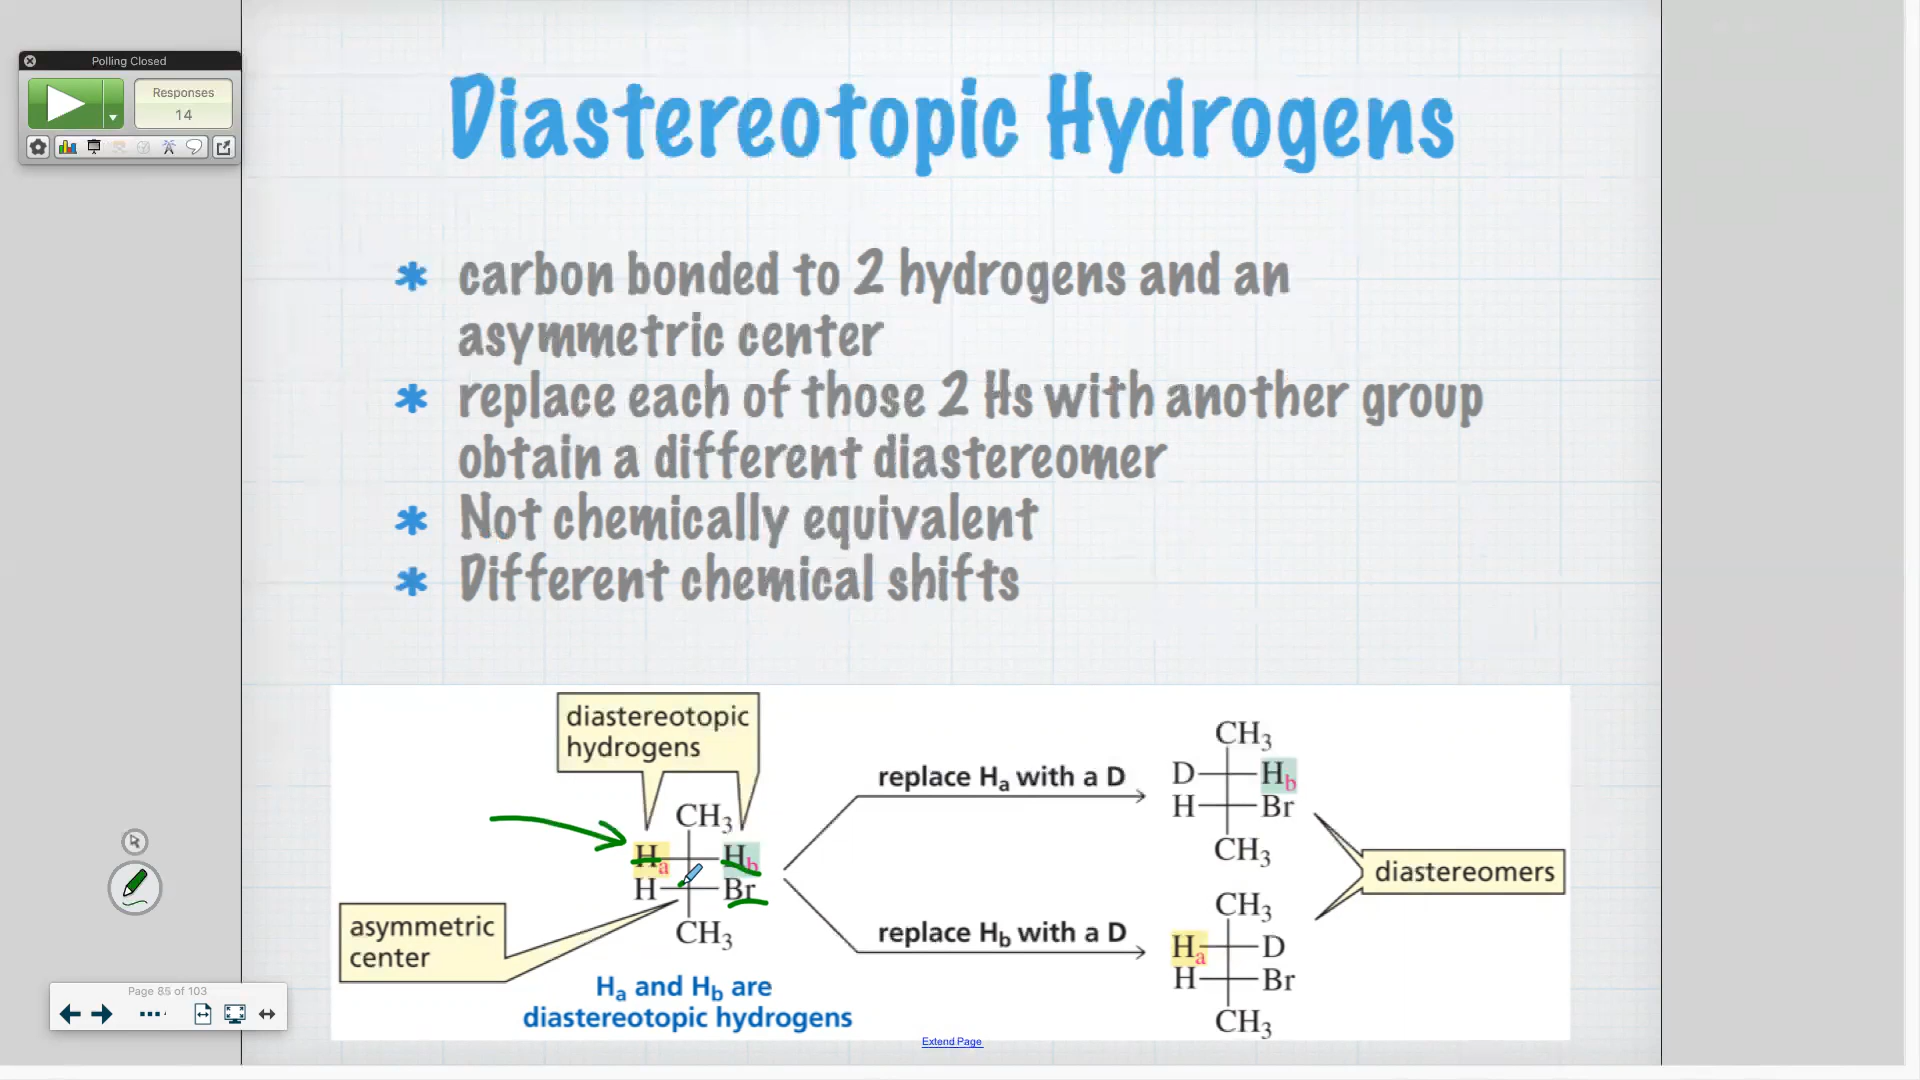 Polling Closed
Responses
14
Diastereotopic Hydrogens
* carbon bonded to 2 hydrogens and an
asymmetric center
* replace each of those 2 Hs with another group
obtain a different diastereomer
* Not chemically equivalent
* Different chemical shifts
diastereotopic
hydrogens
CH₃
Hₐ Hb
H Br
CH₃
asymmetric
center
Hₐ and Hb are
diastereotopic hydrogens
replace Hₐ with a D
replace Hb with a D
CH₃
D Hb
H Br
CH₃
CH₃
Hₐ D
H Br
CH₃
diastereomers
Page 85 of 103
Extend Page